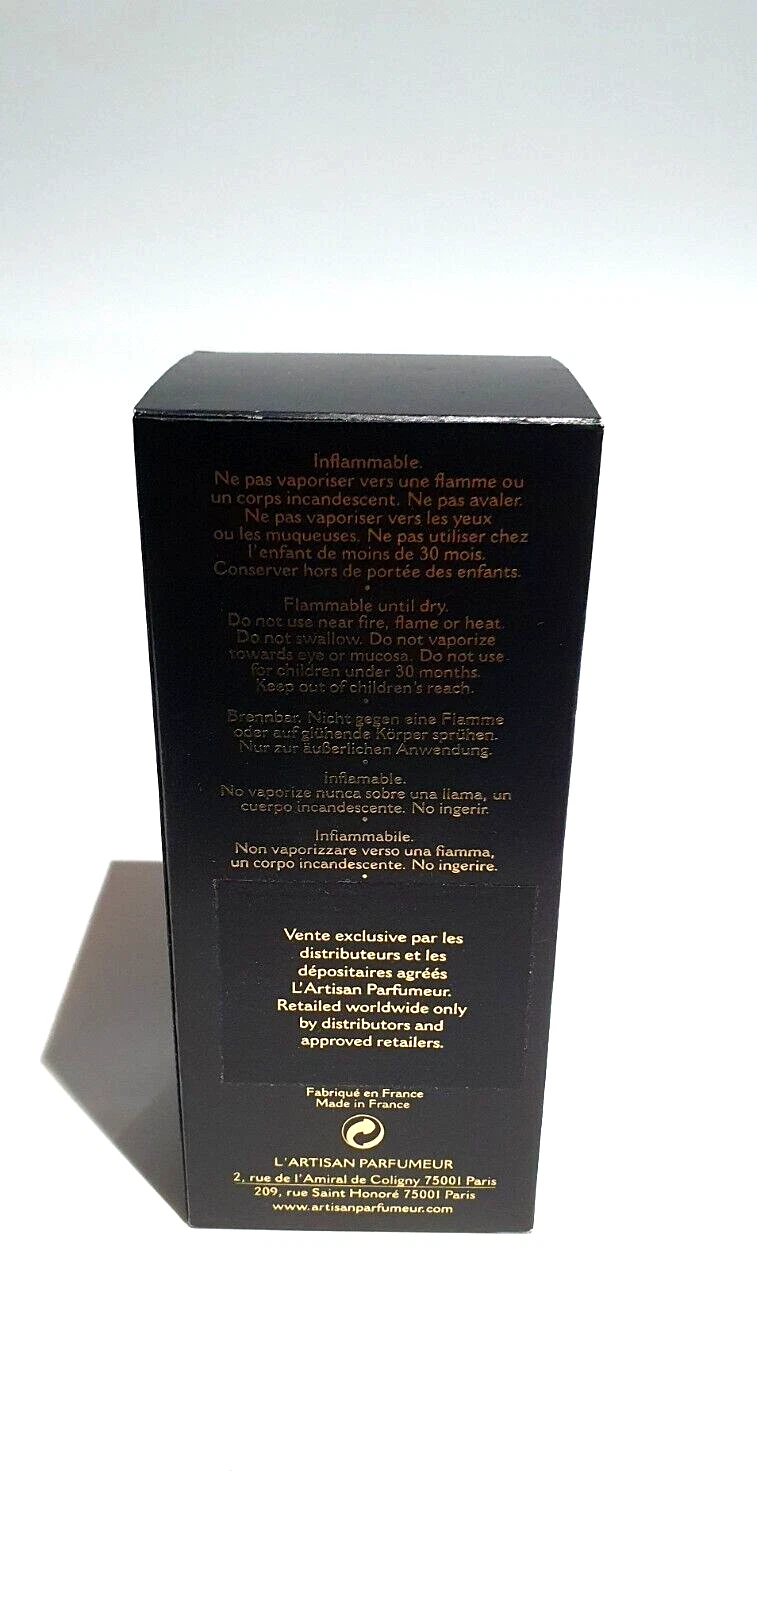 Inflammable.
Ne pas vaporiser vers une flamme ou
un corps incandescent. Ne pas avaler.
Ne pas vaporiser vers les yeux
ou les muqueuses. Ne pas utiliser chez
l'enfant de moins de 30 mois.
Conserver hors de portée des enfants.
Flammable until dry.
Do not use near fire, flame or heat.
Do not swallow. Do not vaporize
towards eye or mucosa. Do not use
for children under 30 months.
Keep out of children's reach.
Brennbar. Nicht gegen eine Flamme
oder auf glühende Körper sprühen.
Nur zur äußerlichen Anwendung.
Inflamable.
No vaporize nunca sobre una llama, un
cuerpo incandescente. No ingerir.
Infiammabile.
Non vaporizzare verso una fiamma,
un corpo incandescente. No ingerire.
Vente exclusive par les
distributeurs et les
dépositaires agréés
L'Artisan Parfumeur.
Retailed worldwide only
by distributors and
approved retailers.
Fabriqué en France
Made in France
L'ARTISAN PARFUMEUR
2, rue de l'Amiral de Coligny 75001 Paris
209, rue Saint Honoré 75001 Paris
www.artisanparfumeur.com